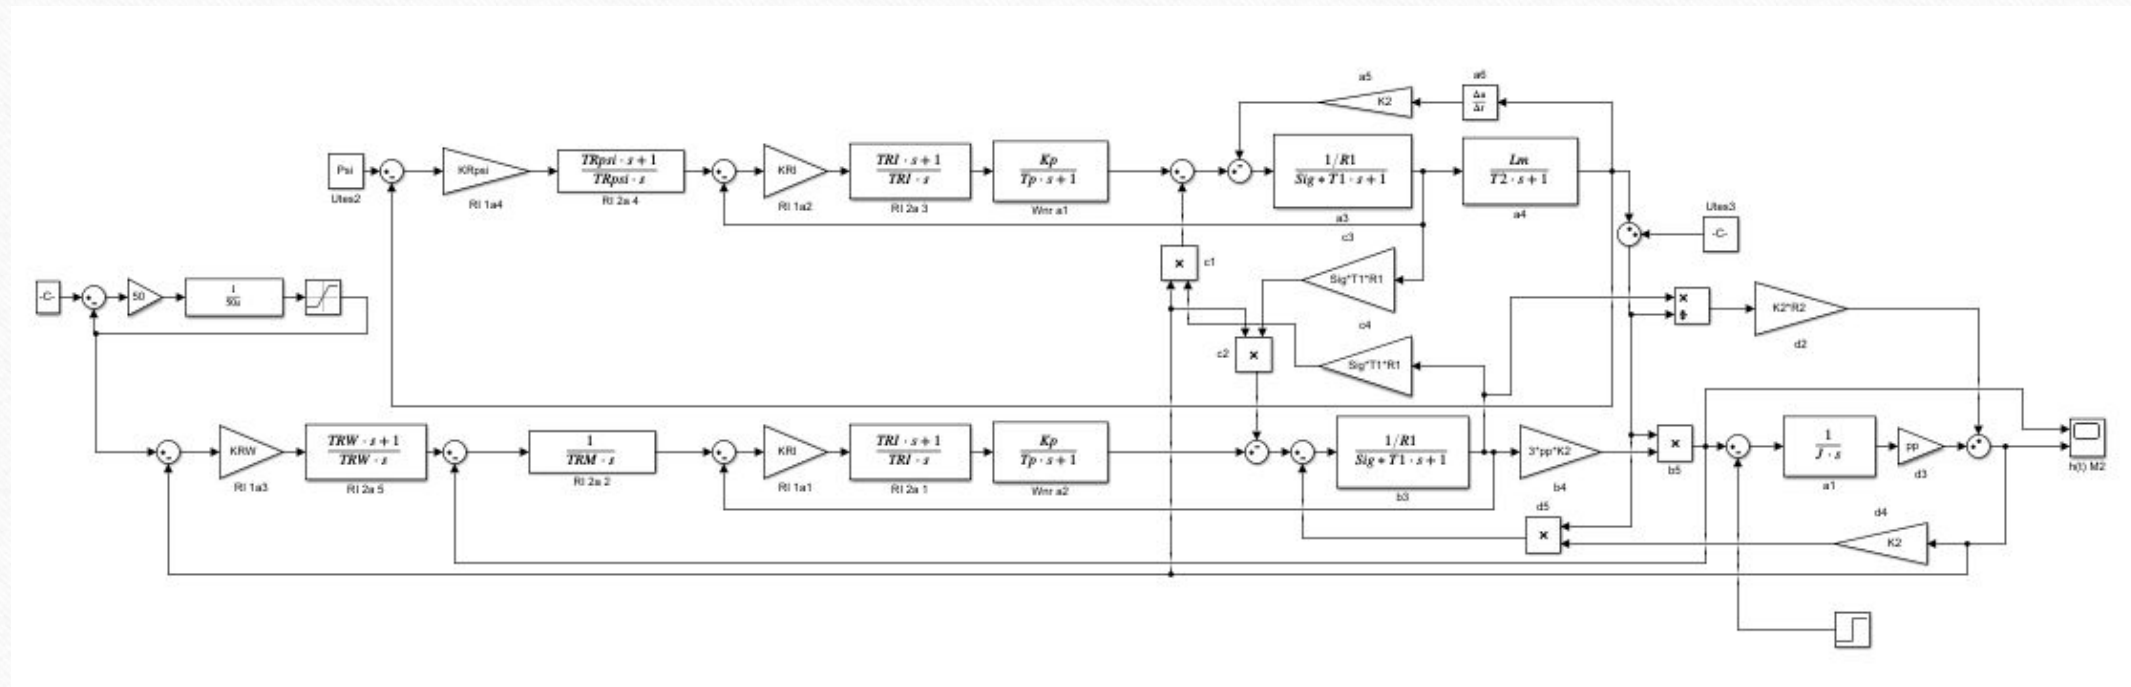 a5
a6
K2
Δu
Δt
Psi
Utes2
KRpsi
RI 1a4
TRpsi · s + 1
TRpsi · s
RI 2a 4
KRI
RI 1a2
TRI · s + 1
TRI · s
RI 2a 3
Kp
Tp · s + 1
Wnr a1
1/R1
Sig * T1 · s + 1
a3
Lm
T2 · s + 1
a4
Utes3
-C-
c3
× c1
Sig*T1*R1
-C-
50
1
50s
c4
c2 ×
Sig*T1*R1
×
÷
K2*R2
d2
KRW
RI 1a3
TRW · s + 1
TRW · s
RI 2a 5
1
TRM · s
RI 2a 2
KRI
RI 1a1
TRI · s + 1
TRI · s
RI 2a 1
Kp
Tp · s + 1
Wnr a2
1/R1
Sig * T1 · s + 1
b3
3*pp*K2
b4
×
b5
1
J · s
a1
pp
d3
h(t) M2
d5
×
d4
K2